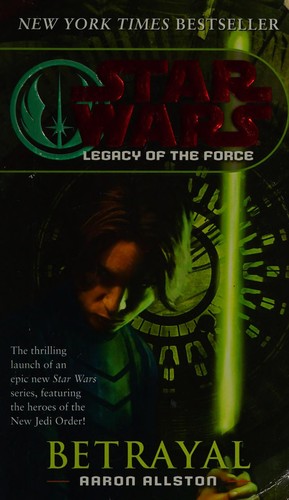 NEW YORK TIMES BESTSELLER
STAR
WARS
LEGACY OF THE FORCE
The thrilling
launch of an
epic new Star Wars
series, featuring
the heroes of the
New Jedi Order!
BETRAYAL
AARON ALLSTON